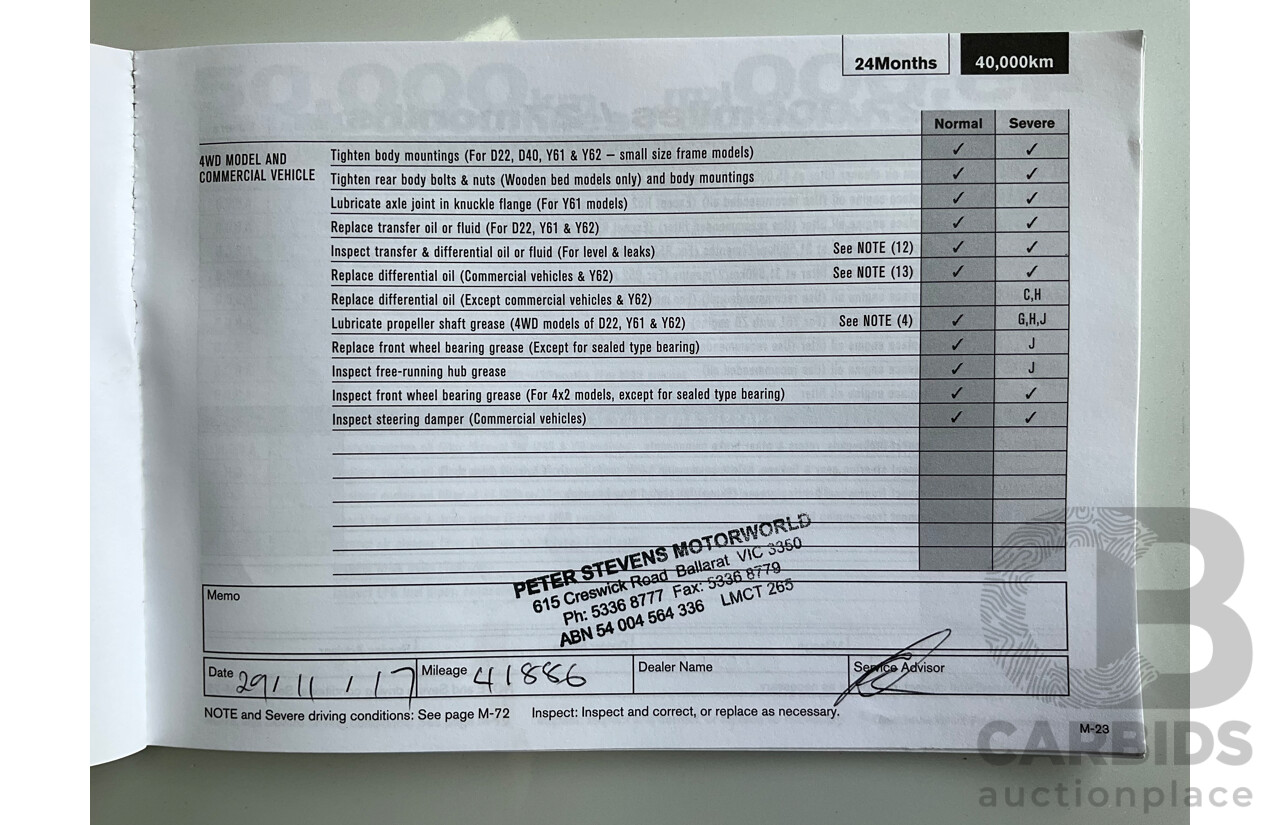 24Months 40,000km
Normal Severe
4WD MODEL AND
COMMERCIAL VEHICLE
Tighten body mountings (For D22, D40, Y61 & Y62 – small size frame models) ✓ ✓
Tighten rear body bolts & nuts (Wooden bed models only) and body mountings ✓ ✓
Lubricate axle joint in knuckle flange (For Y61 models) ✓ ✓
Replace transfer oil or fluid (For D22, Y61 & Y62) ✓ ✓
Inspect transfer & differential oil or fluid (For level & leaks) See NOTE (12) ✓ ✓
Replace differential oil (Commercial vehicles & Y62) See NOTE (13) ✓ ✓
Replace differential oil (Except commercial vehicles & Y62) C,H
Lubricate propeller shaft grease (4WD models of D22, Y61 & Y62) See NOTE (4) ✓ G,H,J
Replace front wheel bearing grease (Except for sealed type bearing) ✓ J
Inspect free-running hub grease ✓ J
Inspect front wheel bearing grease (For 4x2 models, except for sealed type bearing) ✓ ✓
Inspect steering damper (Commercial vehicles) ✓ ✓
PETER STEVENS MOTORWORLD
615 Creswick Road Ballarat VIC 3350
Ph: 5336 8777 Fax: 5336 8779
ABN 54 004 564 336 LMCT 265
Memo
Date 29/11/17 Mileage 41886 Dealer Name Service Advisor
NOTE and Severe driving conditions: See page M-72 Inspect: Inspect and correct, or replace as necessary.
M-23
CARBIDS
auctionplace